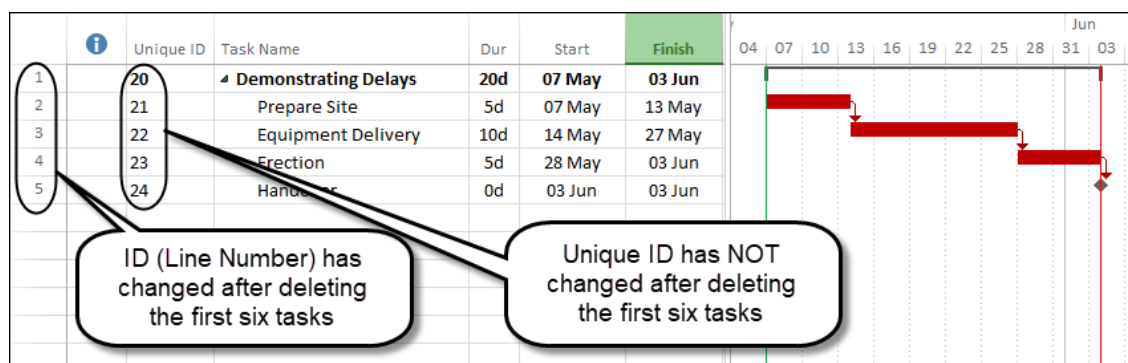 Jun
Unique ID Task Name Dur Start Finish 04 07 10 13 16 19 22 25 28 31 03
1 20 Demonstrating Delays 20d 07 May 03 Jun
2 21 Prepare Site 5d 07 May 13 May
3 22 Equipment Delivery 10d 14 May 27 May
4 23 Erection 5d 28 May 03 Jun
5 24 0d 03 Jun 03 Jun
ID (Line Number) has
changed after deleting
the first six tasks
Unique ID has NOT
changed after deleting
the first six tasks